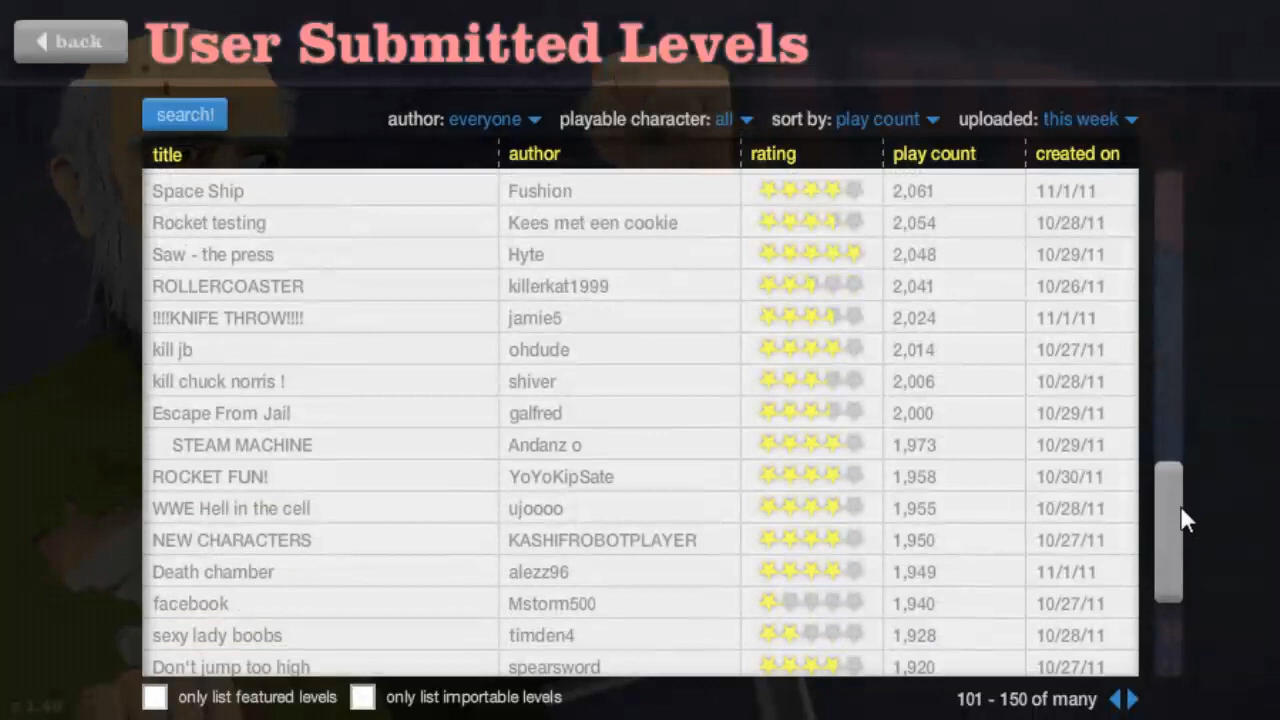 back
User Submitted Levels
search! author: everyone playable character: all sort by: play count uploaded: this week
title author rating play count created on
Space Ship Fushion 2,061 11/1/11
Rocket testing Kees met een cookie 2,054 10/28/11
Saw - the press Hyte 2,048 10/29/11
ROLLERCOASTER killerkat1999 2,041 10/26/11
!!!!KNIFE THROW!!!! jamie5 2,024 11/1/11
kill jb ohdude 2,014 10/27/11
kill chuck norris ! shiver 2,006 10/28/11
Escape From Jail galfred 2,000 10/29/11
STEAM MACHINE Andanz o 1,973 10/29/11
ROCKET FUN! YoYoKipSate 1,958 10/30/11
WWE Hell in the cell ujoooo 1,955 10/28/11
NEW CHARACTERS KASHIFROBOTPLAYER 1,950 10/27/11
Death chamber alezz96 1,949 11/1/11
facebook Mstorm500 1,940 10/27/11
sexy lady boobs timden4 1,928 10/28/11
Don't jump too high spearsword 1,920 10/27/11
only list featured levels only list importable levels 101 - 150 of many